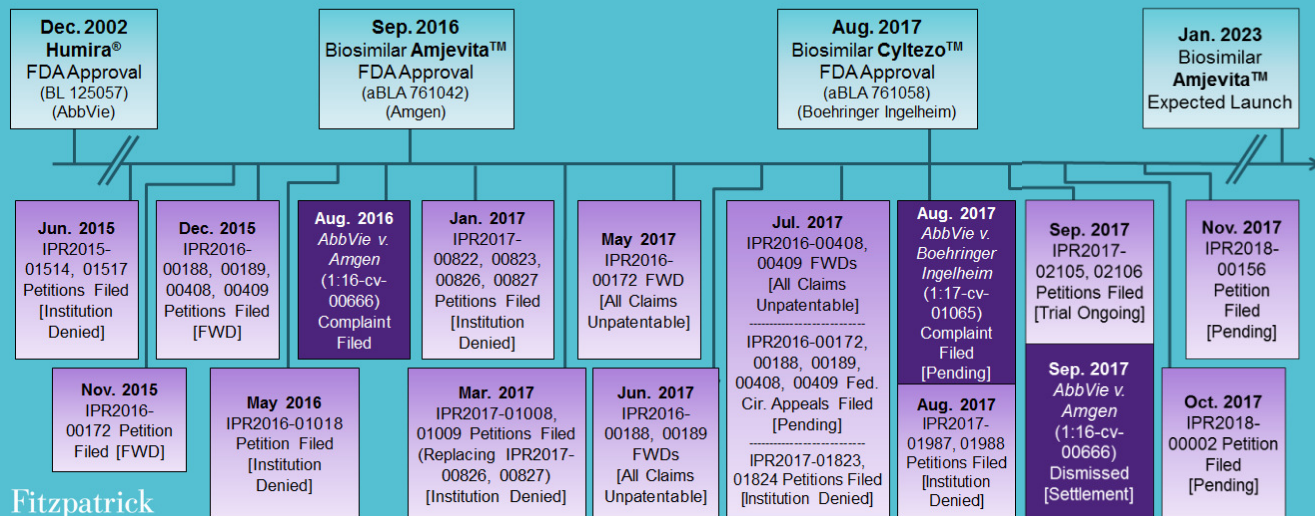 Dec. 2002
Humira®
FDA Approval
(BL 125057)
(AbbVie)
Sep. 2016
Biosimilar Amjevita™
FDA Approval
(aBLA 761042)
(Amgen)
Aug. 2017
Biosimilar Cyltezo™
FDA Approval
(aBLA 761058)
(Boehringer Ingelheim)
Jan. 2023
Biosimilar
Amjevita™
Expected Launch
Jun. 2015
IPR2015-
01514, 01517
Petitions Filed
[Institution
Denied]
Dec. 2015
IPR2016-
00188, 00189,
00408, 00409
Petitions Filed
[FWD]
Aug. 2016
AbbVie v.
Amgen
(1:16-cv-
00666)
Complaint
Filed
Jan. 2017
IPR2017-
00822, 00823,
00826, 00827
Petitions Filed
[Institution
Denied]
May 2017
IPR2016-
00172 FWD
[All Claims
Unpatentable]
Jul. 2017
IPR2016-00408,
00409 FWDs
[All Claims
Unpatentable]
----------------------------
IPR2016-00172,
00188, 00189,
00408, 00409 Fed.
Cir. Appeals Filed
[Pending]
----------------------------
IPR2017-01823,
01824 Petitions Filed
[Institution Denied]
Aug. 2017
AbbVie v.
Boehringer
Ingelheim
(1:17-cv-
01065)
Complaint
Filed
[Pending]
Sep. 2017
IPR2017-
02105, 02106
Petitions Filed
[Trial Ongoing]
Nov. 2017
IPR2018-
00156
Petition
Filed
[Pending]
Nov. 2015
IPR2016-
00172 Petition
Filed [FWD]
May 2016
IPR2016-01018
Petition Filed
[Institution
Denied]
Mar. 2017
IPR2017-01008,
01009 Petitions Filed
(Replacing IPR2017-
00826, 00827)
[Institution Denied]
Jun. 2017
IPR2016-
00188, 00189
FWDs
[All Claims
Unpatentable]
Aug. 2017
IPR2017-
01987, 01988
Petitions Filed
[Institution
Denied]
Sep. 2017
AbbVie v.
Amgen
(1:16-cv-
00666)
Dismissed
[Settlement]
Oct. 2017
IPR2018-
00002 Petition
Filed
[Pending]
Fitzpatrick